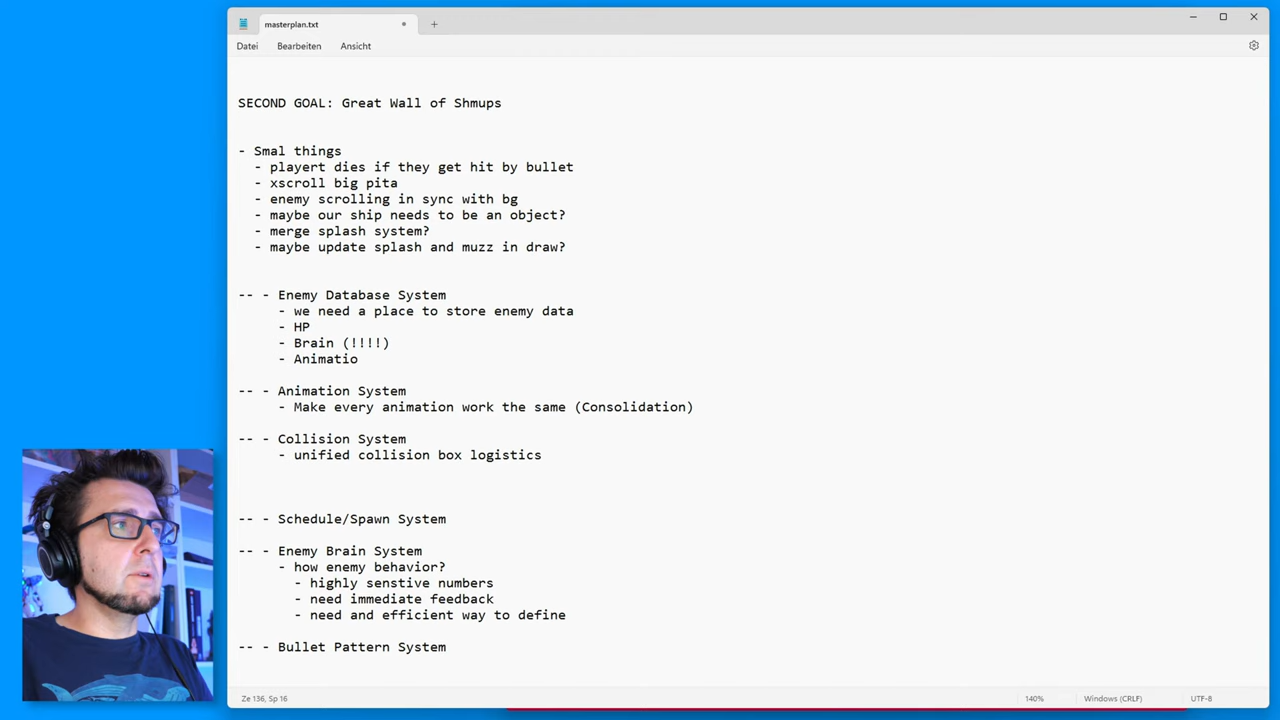 masterplan.txt
Datei Bearbeiten Ansicht
SECOND GOAL: Great Wall of Shmups
- Smal things
- playert dies if they get hit by bullet
- xscroll big pita
- enemy scrolling in sync with bg
- maybe our ship needs to be an object?
- merge splash system?
- maybe update splash and muzz in draw?
-- - Enemy Database System
- we need a place to store enemy data
- HP
- Brain (!!!!)
- Animatio
-- - Animation System
- Make every animation work the same (Consolidation)
-- - Collision System
- unified collision box logistics
-- - Schedule/Spawn System
-- - Enemy Brain System
- how enemy behavior?
- highly senstive numbers
- need immediate feedback
- need and efficient way to define
-- - Bullet Pattern System
Ze 136, Sp 16 140% Windows (CRLF) UTF-8